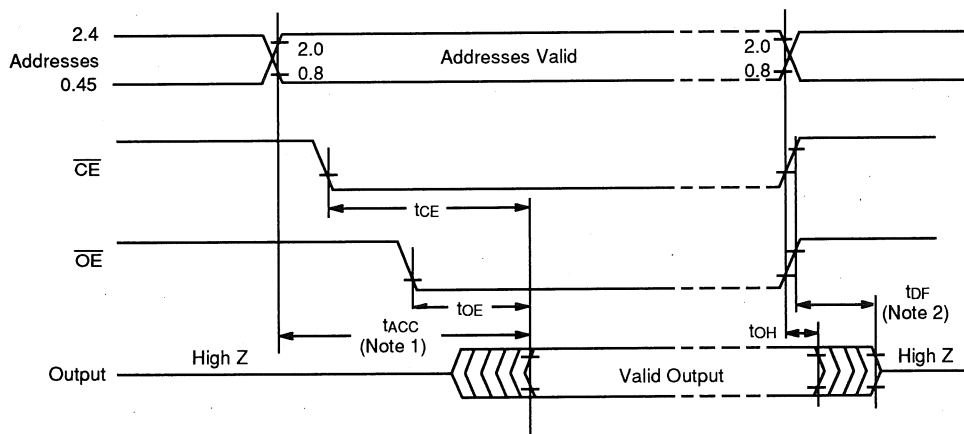 2.4
Addresses
0.45
2.0
0.8
Addresses Valid
2.0
0.8
CE
tCE
OE
tOE
tACC
(Note 1)
tDF
(Note 2)
tOH
Output
High Z
Valid Output
High Z